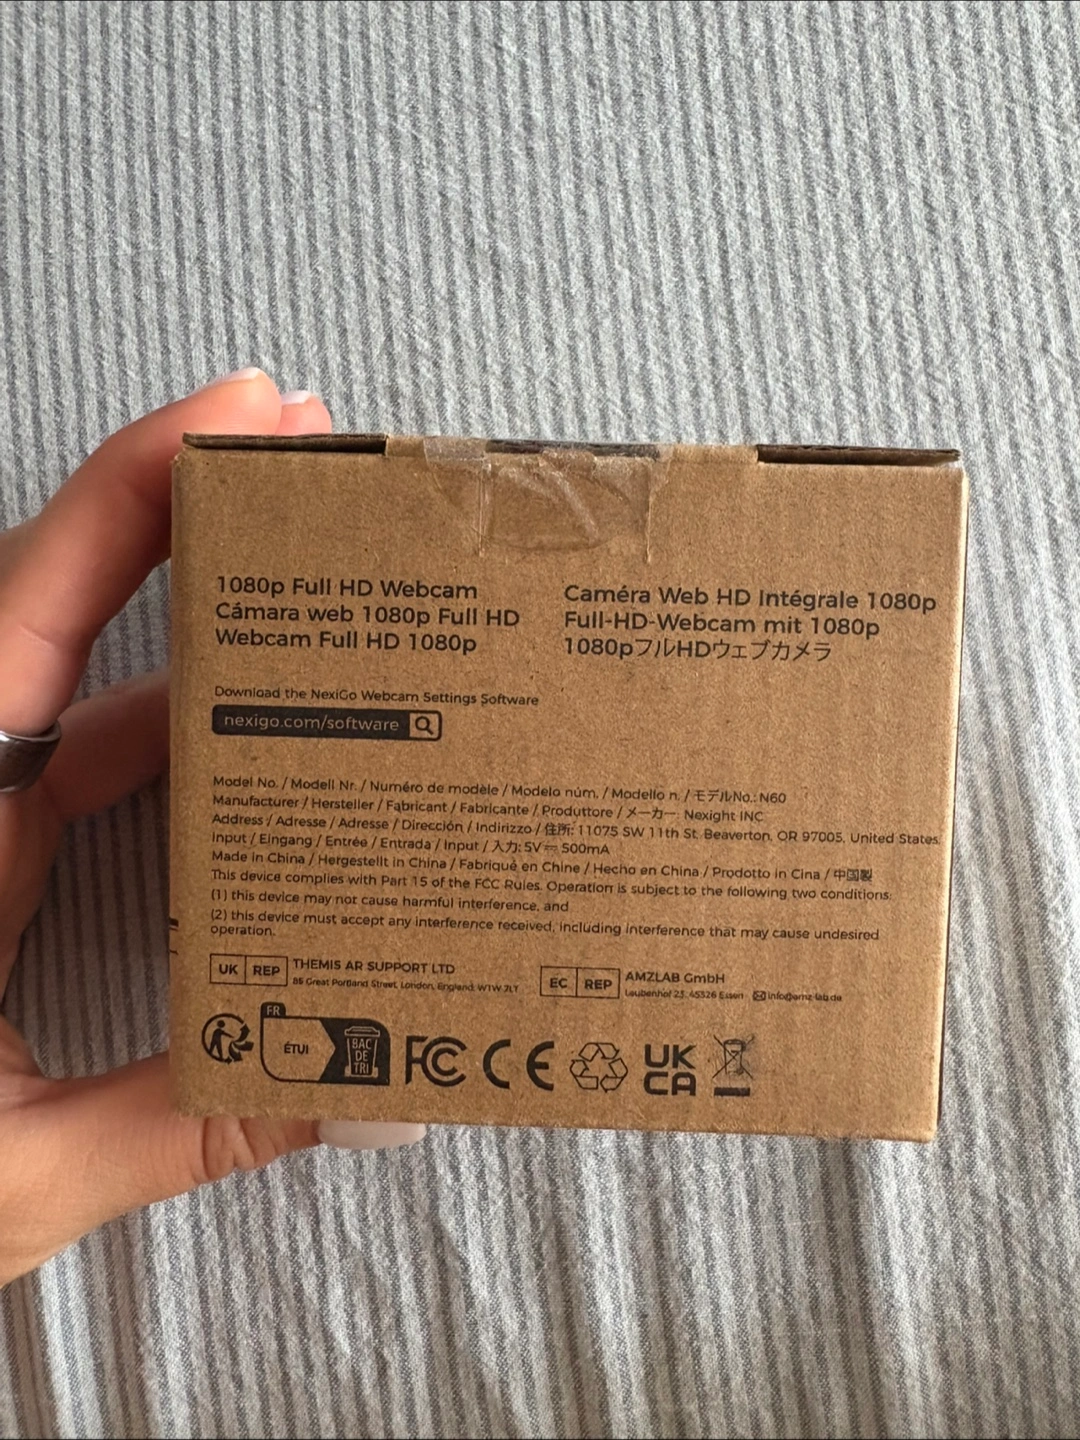 1080p Full HD Webcam
Cámara web 1080p Full HD
Webcam Full HD 1080p
Caméra Web HD Intégrale 1080p
Full-HD-Webcam mit 1080p
1080pフルHDウェブカメラ
Download the NexiGo Webcam Settings Software
nexigo.com/software
Model No. / Modell Nr. / Numéro de modèle / Modelo núm. / Modello n. / モデルNo.: N60
Manufacturer / Hersteller / Fabricant / Fabricante / Produttore / メーカー: Nexight INC
Address / Adresse / Adresse / Dirección / Indirizzo / 住所: 11075 SW 11th St. Beaverton, OR 97005, United States
Input / Eingang / Entrée / Entrada / Input / 入力: 5V⎓ 500mA
Made in China / Hergestellt in China / Fabriqué en Chine / Hecho en China / Prodotto in Cina / 中国製
This device complies with Part 15 of the FCC Rules. Operation is subject to the following two conditions:
(1) this device may not cause harmful interference, and
(2) this device must accept any interference received, including interference that may cause undesired
operation.
UK REP THEMIS AR SUPPORT LTD
85 Great Portland Street, London, England, W1W 7LT
EC REP AMZLAB GmbH
Laubenhof 23, 45326 Essen info@amz-lab.de
FR
ÉTUI
BAC
DE
TRI
FC CE
UK
CA